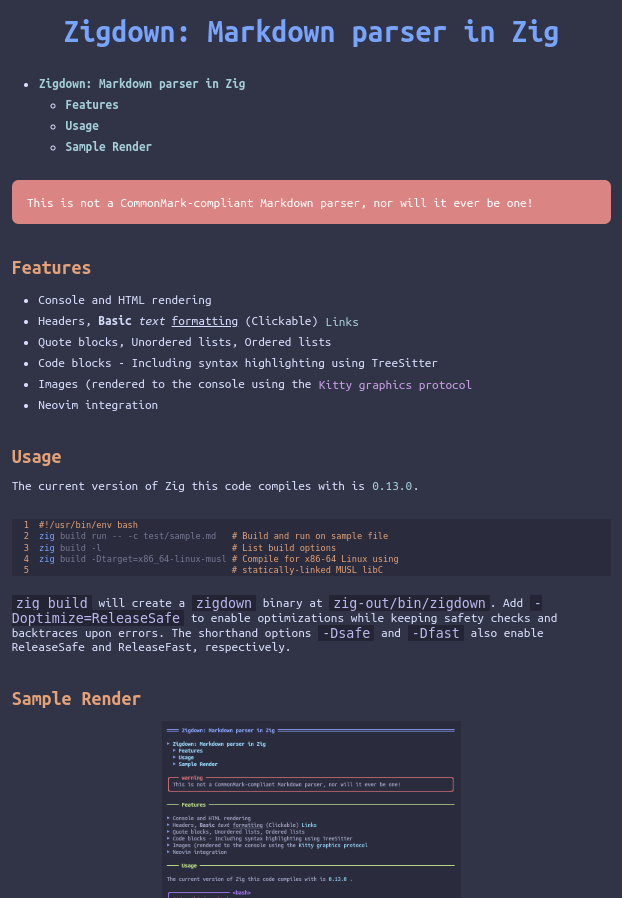 Zigdown: Markdown parser in Zig
Zigdown: Markdown parser in Zig
Features
Usage
Sample Render
This is not a CommonMark-compliant Markdown parser, nor will it ever be one!
Features
Console and HTML rendering
Headers, Basic text formatting (Clickable) Links
Quote blocks, Unordered lists, Ordered lists
Code blocks - Including syntax highlighting using TreeSitter
Images (rendered to the console using the Kitty graphics protocol
Neovim integration
Usage
The current version of Zig this code compiles with is 0.13.0.
1 #!/usr/bin/env bash
2 zig build run -- -c test/sample.md # Build and run on sample file
3 zig build -l # List build options
4 zig build -Dtarget=x86_64-linux-musl # Compile for x86-64 Linux using
5 # statically-linked MUSL libC
zig build will create a zigdown binary at zig-out/bin/zigdown. Add -
Doptimize=ReleaseSafe to enable optimizations while keeping safety checks and
backtraces upon errors. The shorthand options -Dsafe and -Dfast also enable
ReleaseSafe and ReleaseFast, respectively.
Sample Render
Zigdown: Markdown parser in Zig
Zigdown: Markdown parser in Zig
Features
Usage
Sample Render
warning
This is not a CommonMark-compliant Markdown parser, nor will it ever be one!
Features
Console and HTML rendering
Headers, Basic text formatting (Clickable) Links
Quote blocks, Unordered lists, Ordered lists
Code blocks - Including syntax highlighting using TreeSitter
Images (rendered to the console using the Kitty graphics protocol
Neovim integration
Usage
The current version of Zig this code compiles with is 0.13.0 .
<bash>